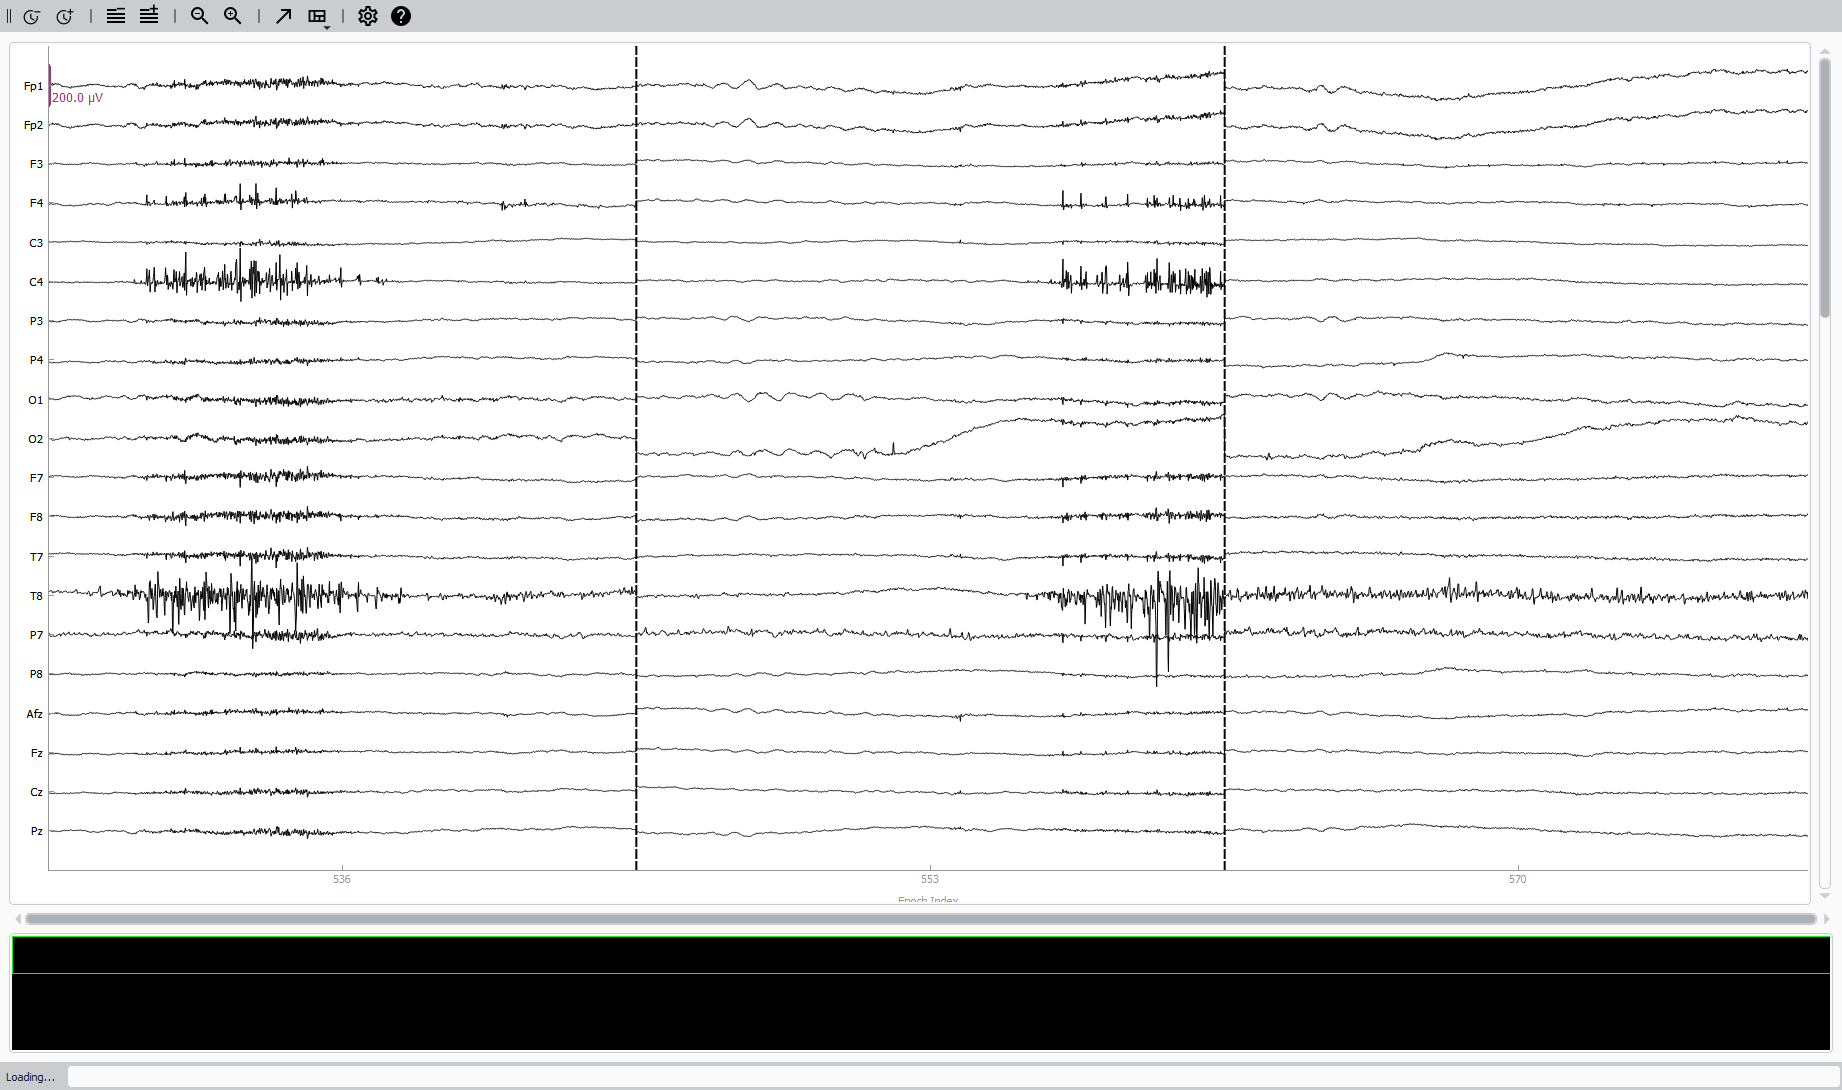 Fp1
200.0 µV
Fp2
F3
F4
C3
C4
P3
P4
O1
O2
F7
F8
T7
T8
P7
P8
Afz
Fz
Cz
Pz
536 553 570
Epoch Index
Loading...